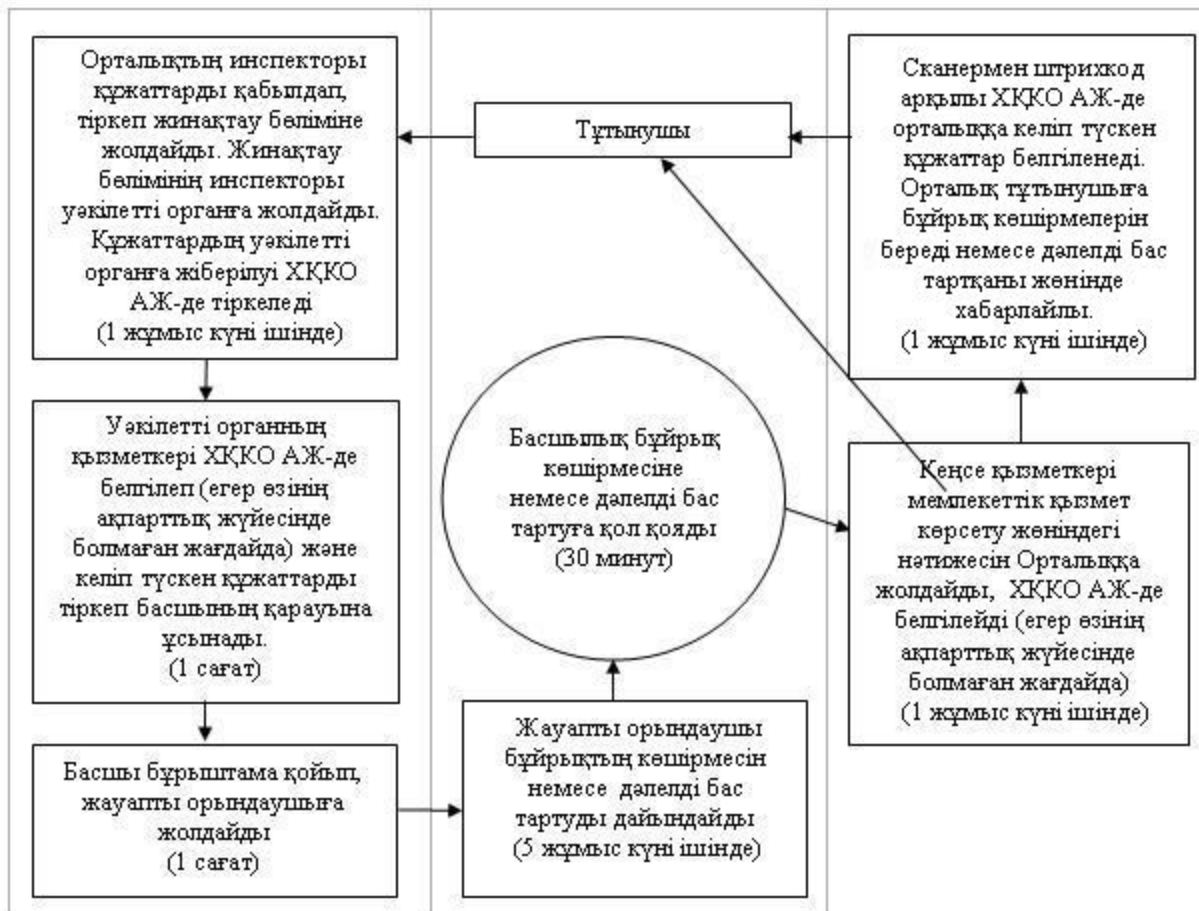 Орталықтың инспекторы
құжаттарды қабылдап,
тіркеп жинақтау бөліміне
жолдайды. Жинақтау
бөлімінің инспекторы
уәкілетті органға жолдайды.
Құжаттардың уәкілетті
органға жіберілуі ХҚКО
АЖ-де тіркеледі
(1 жұмыс күні ішінде)
Уәкілетті органның
қызметкері ХҚКО АЖ-де
белгілеп (егер өзінің
ақпарттық жүйесінде
болмаған жағдайда) және
келіп түскен құжаттарды
тіркеп басшының қарауына
ұсынады.
(1 сағат)
Басшы бұрыштама қойып,
жауапты орындаушыға
жолдайды
(1 сағат)
Тұтынушы
Басшылық бұйрық
көшірмесіне
немесе дәлелді бас
тартуға қол қояды
(30 минут)
Жауапты орындаушы
бұйрықтың көшірмесін
немесе дәлелді бас
тартуды дайындайды
(5 жұмыс күні ішінде)
Сканермен штрихкод
арқылы ХҚКО АЖ-де
орталыққа келіп түскен
құжаттар белгіленеді.
Орталық тұтынушыға
бұйрық көшірмелерін
береді немесе дәлелді бас
тартқаны жөнінде
хабарлайлы.
(1 жұмыс күні ішінде)
Кеңсе қызметкері
мемлекеттік қызмет
көрсету жөніндегі
нәтижесін Орталыққа
жолдайды, ХҚКО АЖ-де
белгілейді (егер өзінің
ақпарттық жүйесінде
болмаған жағдайда)
(1 жұмыс күні ішінде)